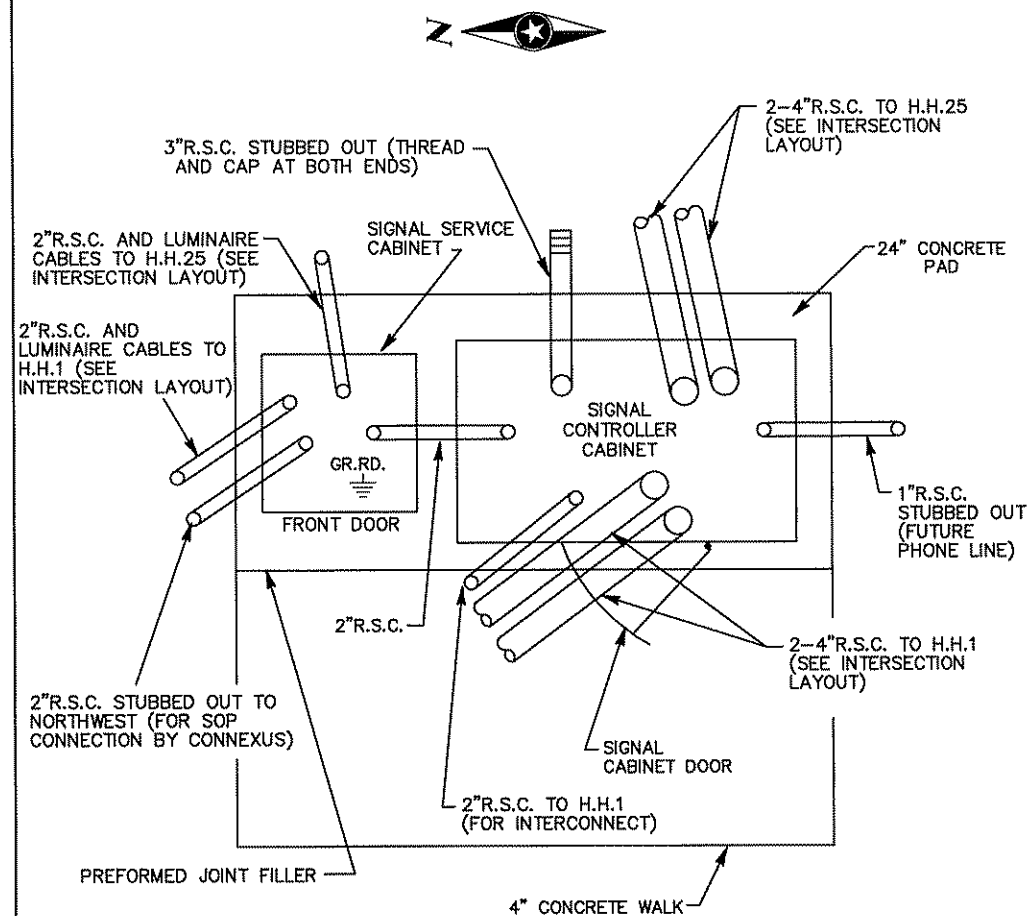 N
2-4"R.S.C. TO H.H.25
(SEE INTERSECTION
LAYOUT)
3"R.S.C. STUBBED OUT (THREAD
AND CAP AT BOTH ENDS)
SIGNAL SERVICE
CABINET
2"R.S.C. AND LUMINAIRE
CABLES TO H.H.25 (SEE
INTERSECTION LAYOUT)
24" CONCRETE
PAD
2"R.S.C. AND
LUMINAIRE CABLES TO
H.H.1 (SEE
INTERSECTION LAYOUT)
SIGNAL
CONTROLLER
CABINET
GR.RD.
FRONT DOOR
1"R.S.C.
STUBBED OUT
(FUTURE
PHONE LINE)
2"R.S.C.
2-4"R.S.C. TO H.H.1
(SEE INTERSECTION
LAYOUT)
2"R.S.C. STUBBED OUT TO
NORTHWEST (FOR SOP
CONNECTION BY CONNEXUS)
SIGNAL
CABINET DOOR
2"R.S.C. TO H.H.1
(FOR INTERCONNECT)
PREFORMED JOINT FILLER
4" CONCRETE WALK